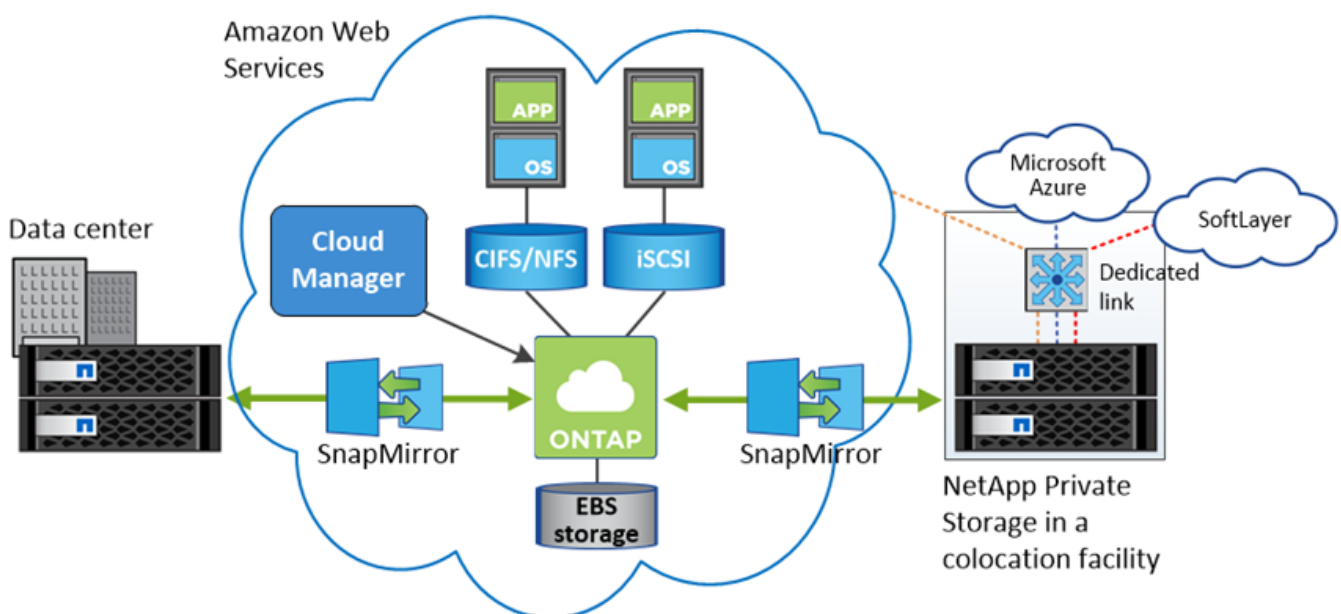 Amazon Web
Services
APP
OS
APP
OS
Microsoft
Azure
SoftLayer
Data center
Cloud
Manager
CIFS/NFS
iSCSI
Dedicated
link
SnapMirror
ONTAP
SnapMirror
EBS
storage
NetApp Private
Storage in a
colocation facility